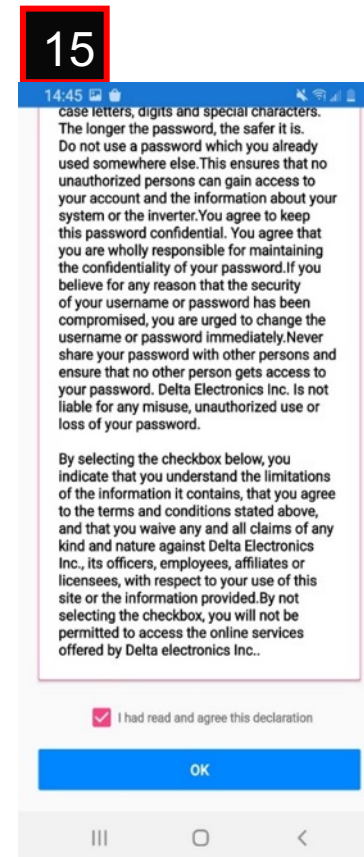 15
14:45
case letters, digits and special characters.
The longer the password, the safer it is.
Do not use a password which you already
used somewhere else.This ensures that no
unauthorized persons can gain access to
your account and the information about your
system or the inverter.You agree to keep
this password confidential. You agree that
you are wholly responsible for maintaining
the confidentiality of your password.If you
believe for any reason that the security
of your username or password has been
compromised, you are urged to change the
username or password immediately.Never
share your password with other persons and
ensure that no other person gets access to
your password. Delta Electronics Inc. Is not
liable for any misuse, unauthorized use or
loss of your password.
By selecting the checkbox below, you
indicate that you understand the limitations
of the information it contains, that you agree
to the terms and conditions stated above,
and that you waive any and all claims of any
kind and nature against Delta Electronics
Inc., its officers, employees, affiliates or
licensees, with respect to your use of this
site or the information provided.By not
selecting the checkbox, you will not be
permitted to access the online services
offered by Delta electronics Inc..
I had read and agree this declaration
OK